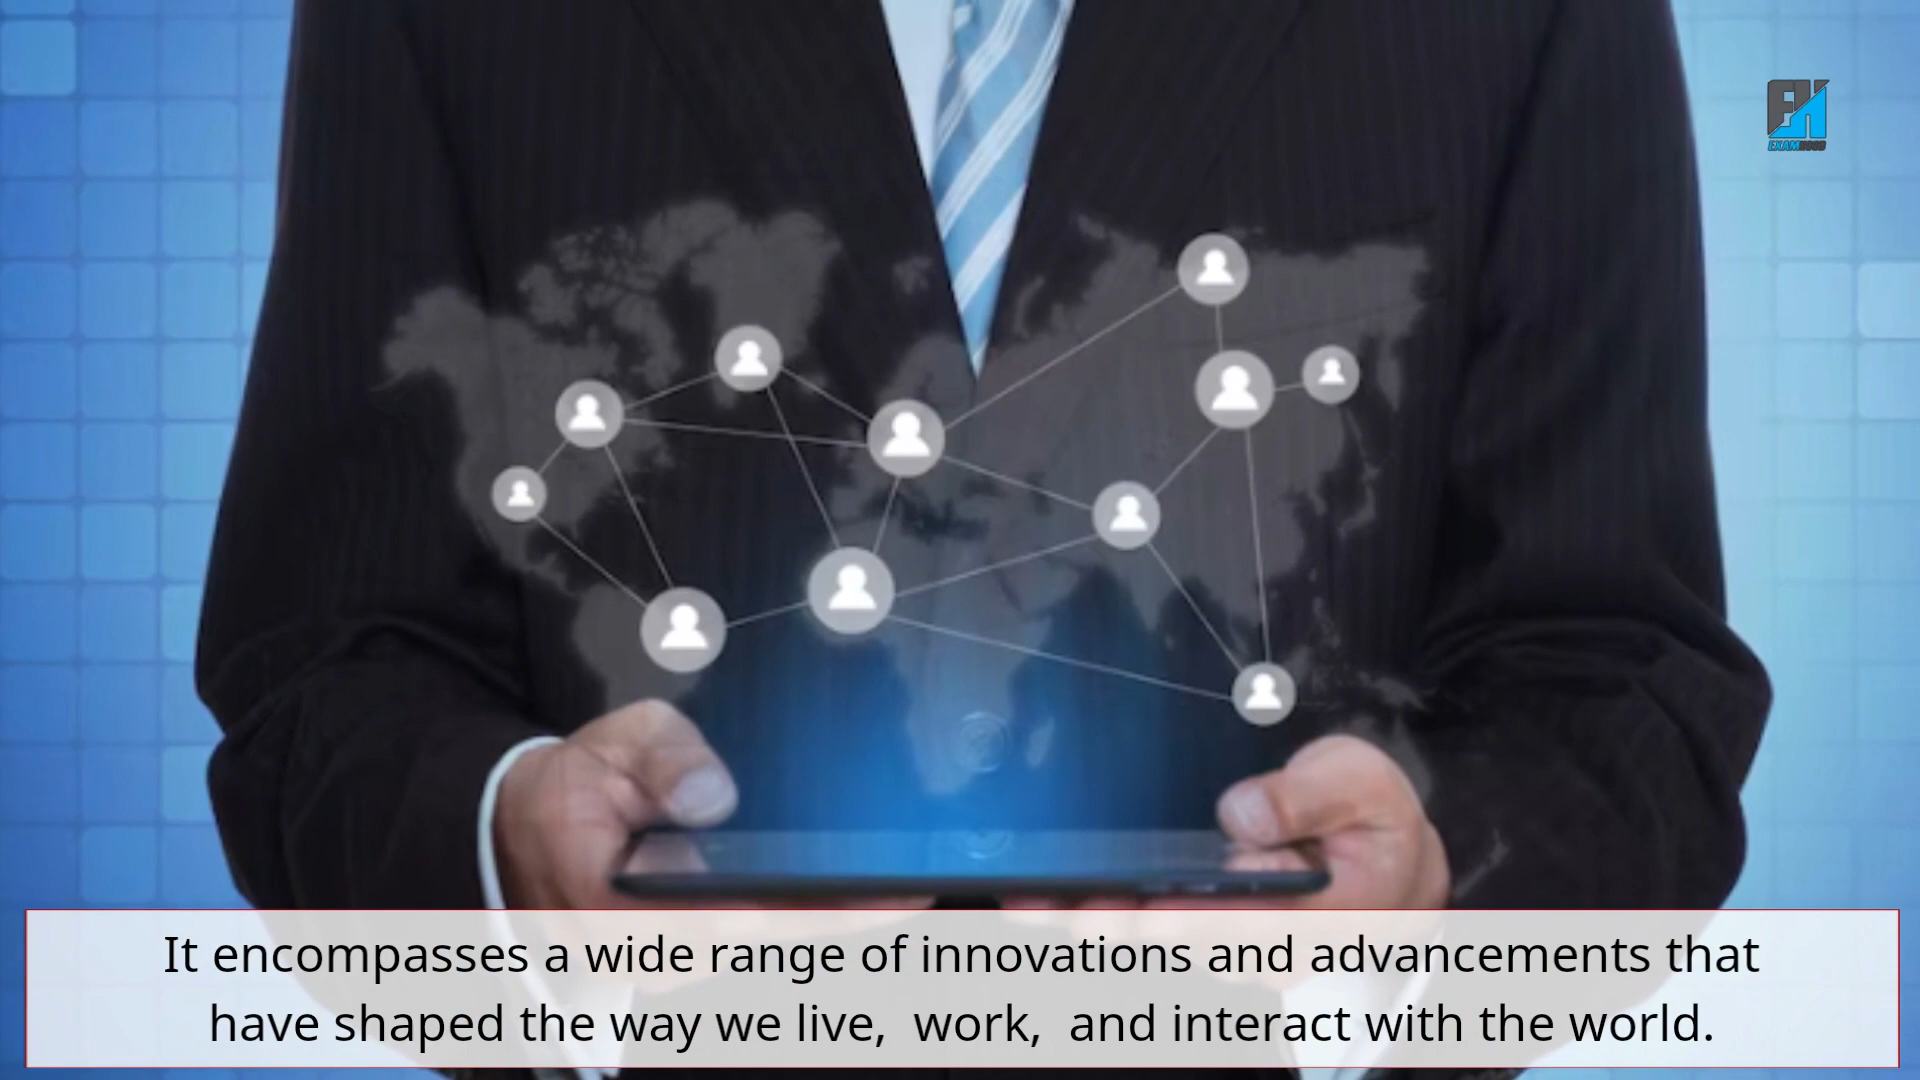 EXAMHOOD
It encompasses a wide range of innovations and advancements that
have shaped the way we live, work, and interact with the world.